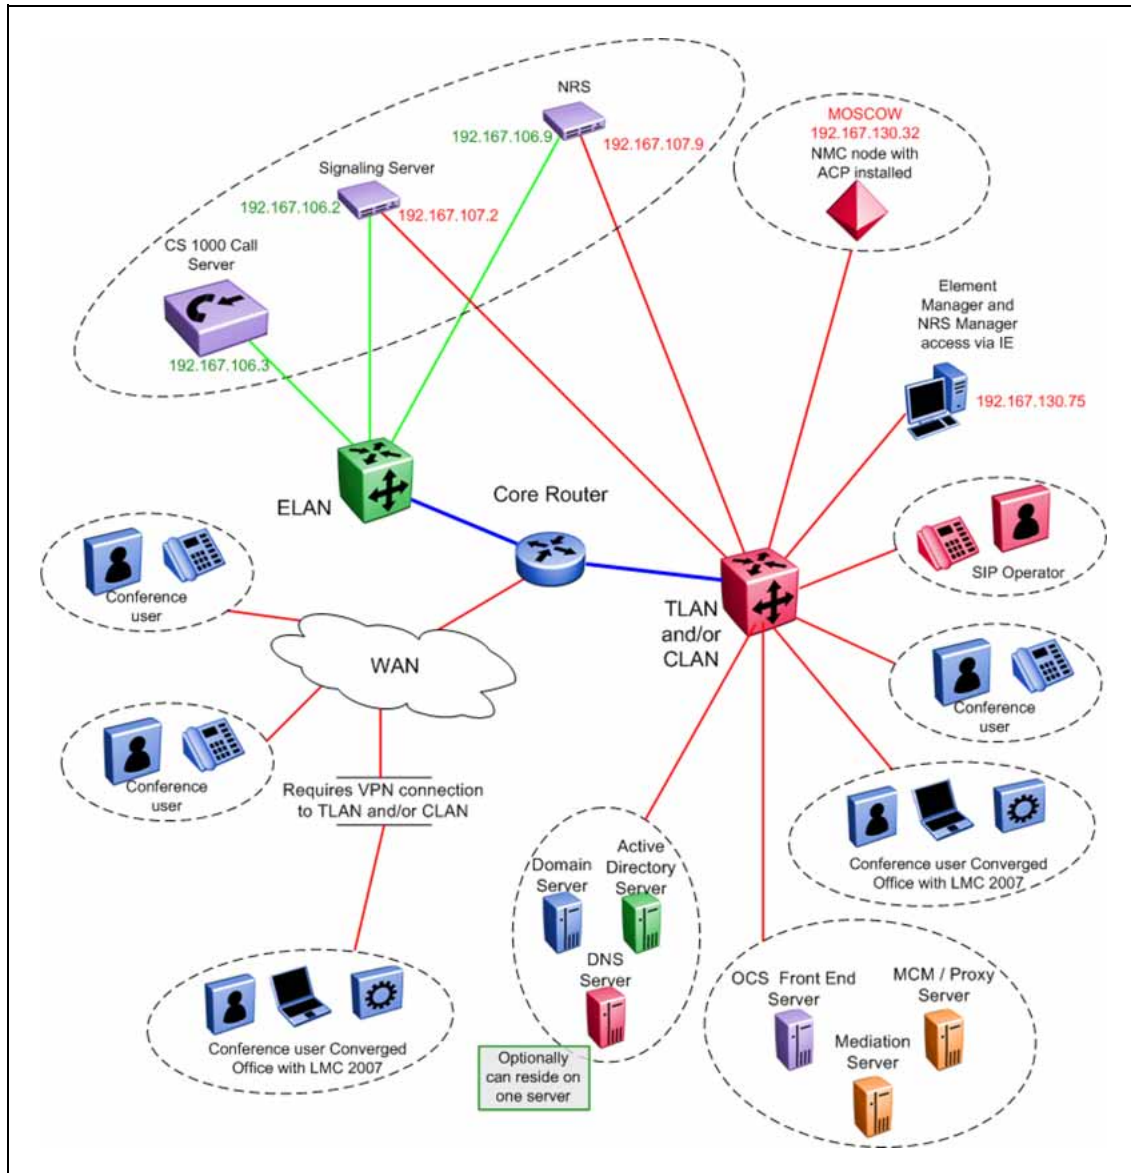 NRS
192.167.106.9
192.167.107.9
MOSCOW
192.167.130.32
NMC node with
ACP installed
Signaling Server
192.167.106.2
192.167.107.2
CS 1000 Call
Server
192.167.106.3
Element
Manager and
NRS Manager
access via IE
192.167.130.75
ELAN
Core Router
TLAN
and/or
CLAN
SIP Operator
Conference
user
WAN
Conference
user
Conference
user
Requires VPN connection
to TLAN and/or CLAN
Conference user Converged
Office with LMC 2007
Domain
Server
Active
Directory
Server
DNS
Server
OCS Front End
Server
MCM / Proxy
Server
Mediation
Server
Conference user Converged
Office with LMC 2007
Optionally
can reside on
one server